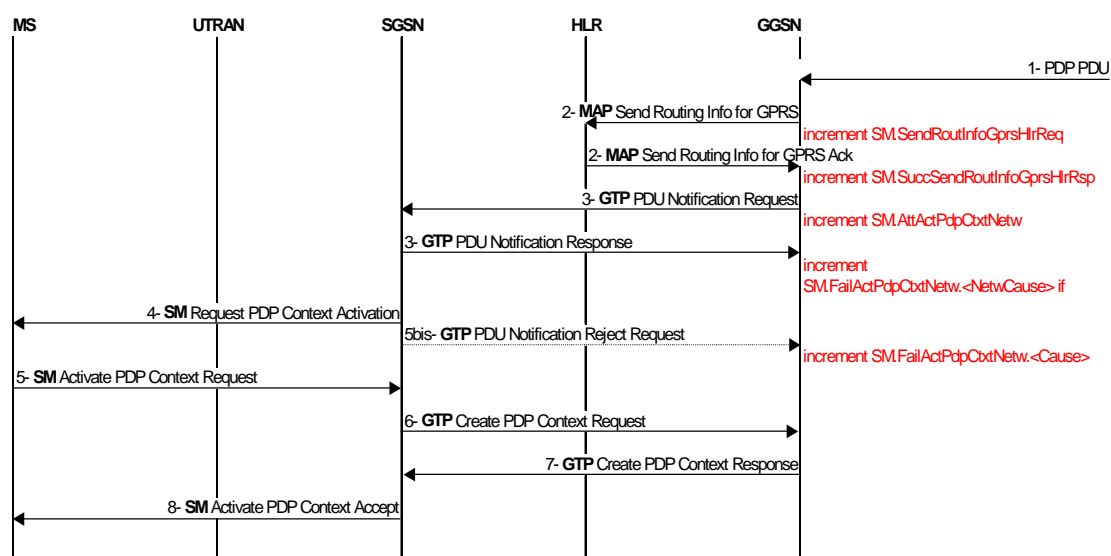 MS UTRAN SGSN HLR GGSN
1- PDP PDU
2- MAP Send Routing Info for GPRS
increment SM.SendRoutInfoGprsHlrReq
2- MAP Send Routing Info for GPRS Ack
increment SM.SuccSendRoutInfoGprsHlrRsp
3- GTP PDU Notification Request
increment SM.AttActPdpCtxtNetw
3- GTP PDU Notification Response
increment
SM.FailActPdpCtxtNetw.<NetwCause> if
4- SM Request PDP Context Activation
5bis- GTP PDU Notification Reject Request
increment SM.FailActPdpCtxtNetw.<Cause>
5- SM Activate PDP Context Request
6- GTP Create PDP Context Request
7- GTP Create PDP Context Response
8- SM Activate PDP Context Accept